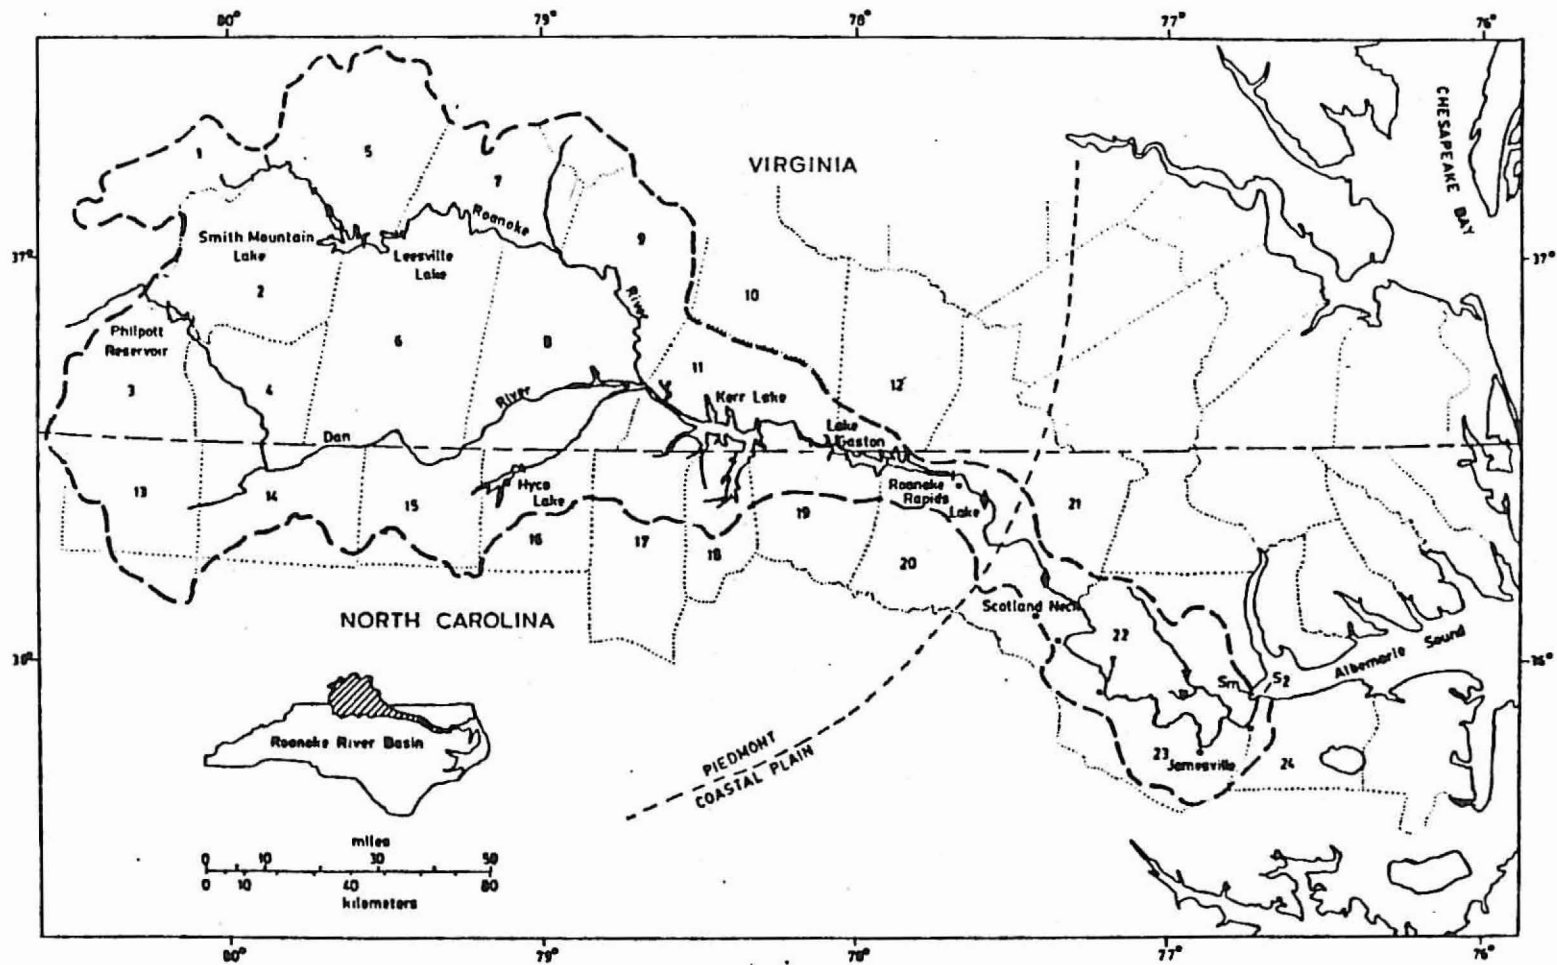 80° 79° 78° 77° 76°
CHESAPEAKE BAY
VIRGINIA
1
5
7
Roanoke
River
9
Smith Mountain
Lake
Leesville
Lake
37°
37°
2
10
Philpott
Reservoir
6
8
11
12
3
4
River
Kerr Lake
Dan
Lake
Gaston
Hyco
Lake
Roanoke
Rapids
Lake
13
14
15
16
17
18
19
20
21
NORTH CAROLINA
Scotland Neck
22
36°
36°
Albemarle Sound
Sm
S2
Roanoke River Basin
PIEDMONT
COASTAL PLAIN
23
Jamesville
24
miles
0 10 30 50
0 10 40 80
kilometers
80° 79° 78° 77° 76°